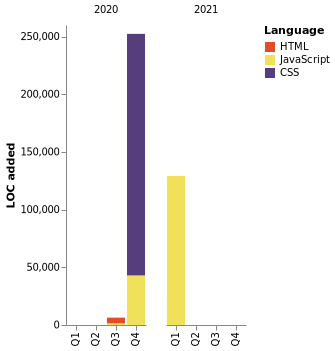 2020 2021
Language
HTML
JavaScript
CSS
LOC added
250,000
200,000
150,000
100,000
50,000
0
Q1 Q2 Q3 Q4 Q1 Q2 Q3 Q4